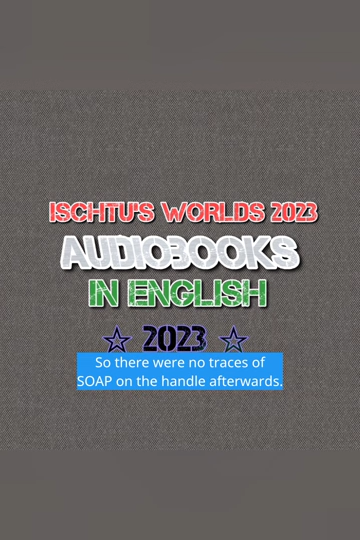 ISCHTU'S WORLDS 2023
AUDIOBOOKS
IN ENGLISH
☆ 2023 ☆
So there were no traces of
SOAP on the handle afterwards.